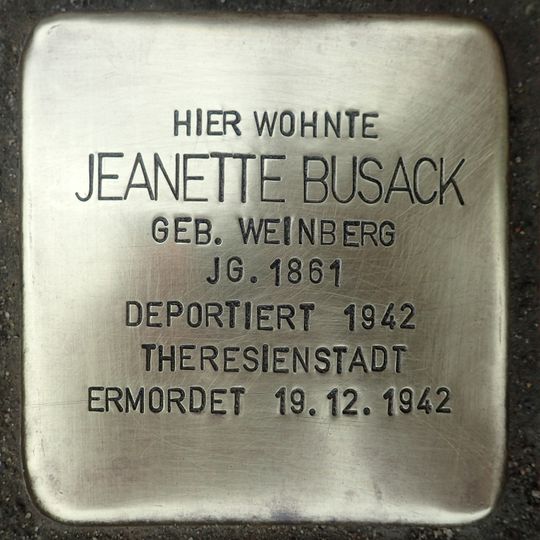 HIER WOHNTE
JEANETTE BUSACK
GEB. WEINBERG
JG. 1861
DEPORTIERT 1942
THERESIENSTADT
ERMORDET 19.12.1942